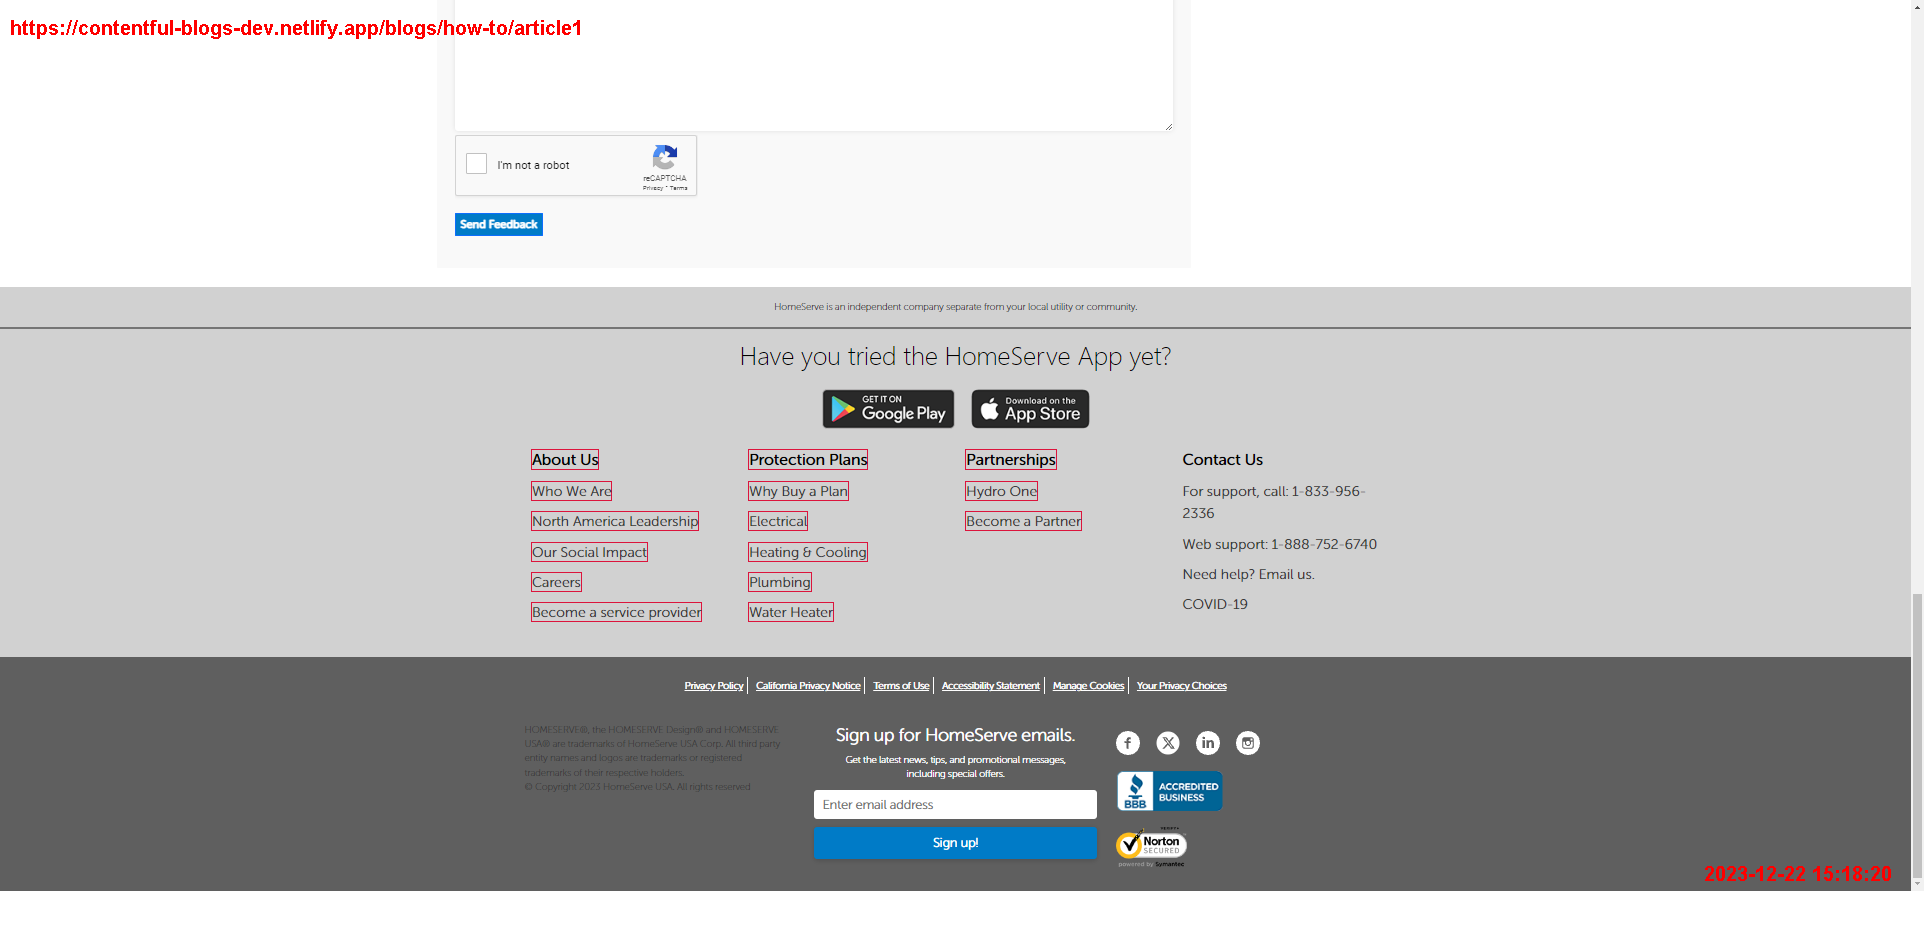 https://contentful-blogs-dev.netlify.app/blogs/how-to/article1
I'm not a robot
reCAPTCHA
Privacy - Terms
Send Feedback
HomeServe is an independent company separate from your local utility or community.
Have you tried the HomeServe App yet?
GET IT ON
Google Play
Download on the
App Store
About Us
Who We Are
North America Leadership
Our Social Impact
Careers
Become a service provider
Protection Plans
Why Buy a Plan
Electrical
Heating & Cooling
Plumbing
Water Heater
Partnerships
Hydro One
Become a Partner
Contact Us
For support, call: 1-833-956-
2336
Web support: 1-888-752-6740
Need help? Email us.
COVID-19
Privacy Policy
California Privacy Notice
Terms of Use
Accessibility Statement
Manage Cookies
Your Privacy Choices
HOMESERVE®, the HOMESERVE Design® and HOMESERVE
USA® are trademarks of HomeServe USA Corp. All third party
entity names and logos are trademarks or registered
trademarks of their respective holders.
© Copyright 2023 HomeServe USA. All rights reserved
Sign up for HomeServe emails.
Get the latest news, tips, and promotional messages,
including special offers.
Enter email address
Sign up!
f
X
in
BBB
ACCREDITED
BUSINESS
Norton
SECURED
powered by Symantec
2023-12-22 15:18:20